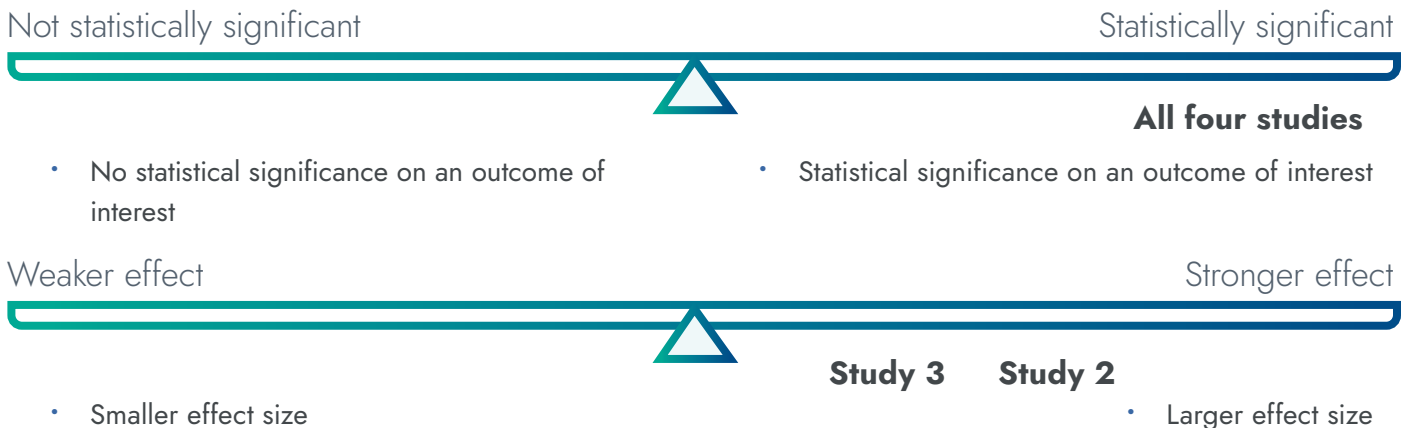 Not statistically significant
Statistically significant
All four studies
• No statistical significance on an outcome of
interest
• Statistical significance on an outcome of interest
Weaker effect
Stronger effect
Study 3
Study 2
• Smaller effect size
• Larger effect size